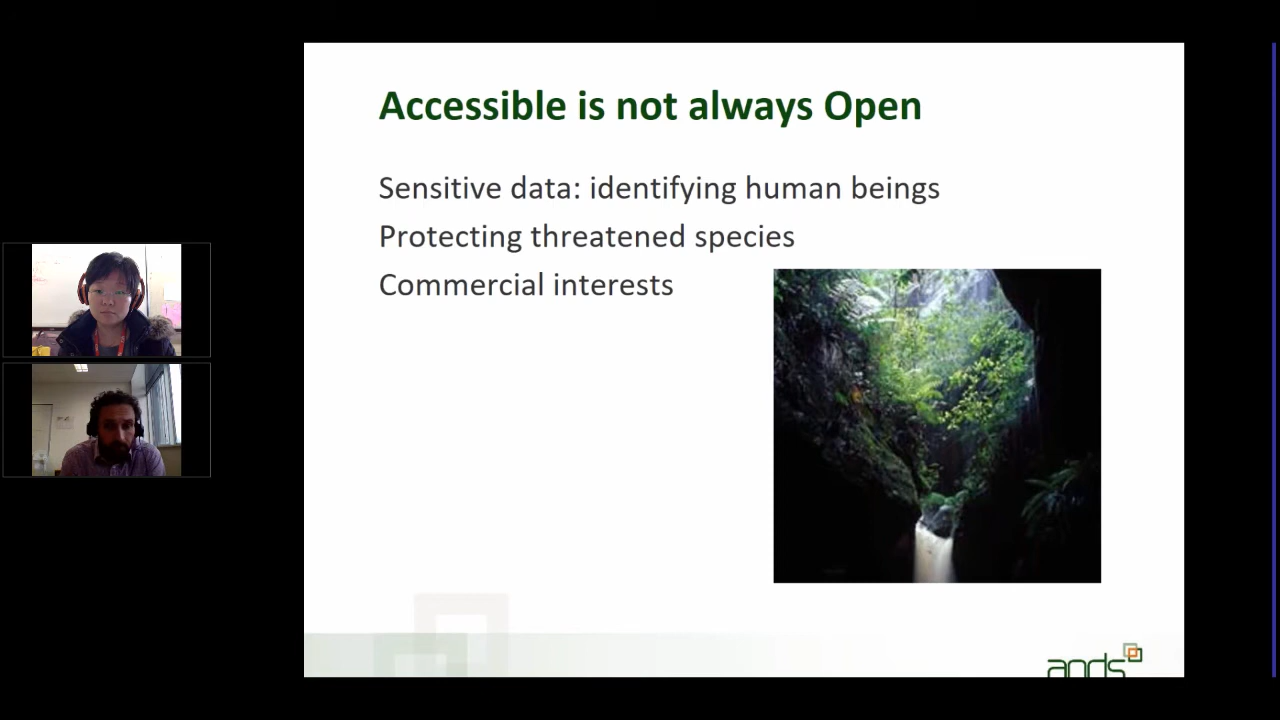 Accessible is not always Open
Sensitive data: identifying human beings
Protecting threatened species
Commercial interests
ands